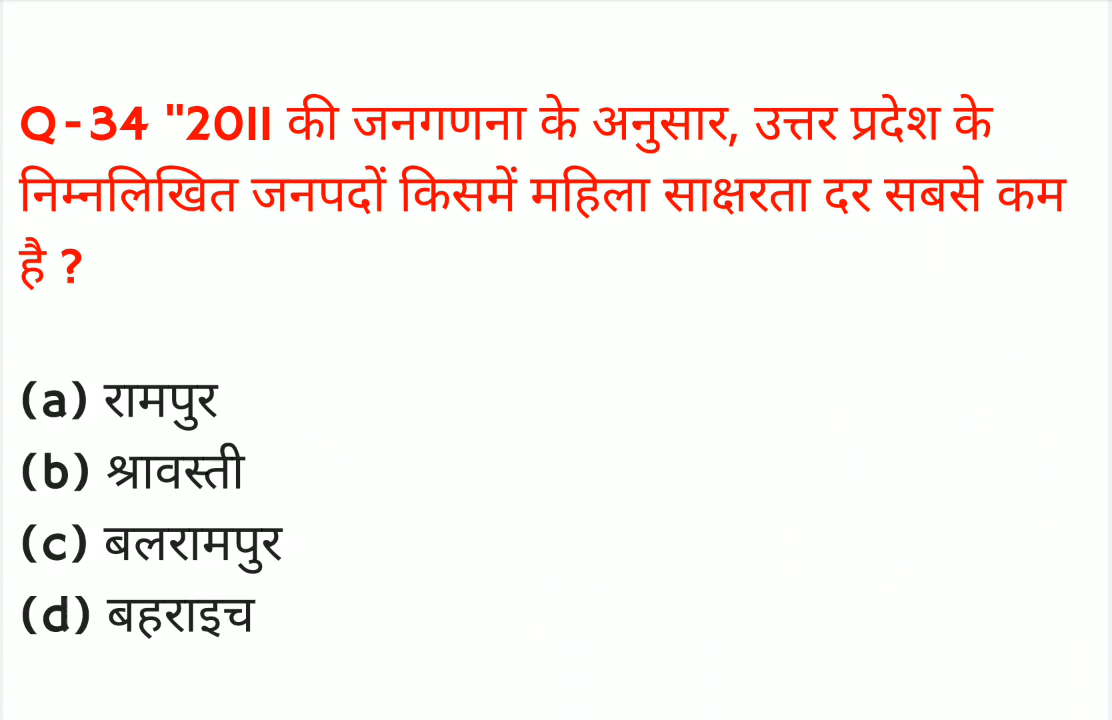 Q-34 "2011 की जनगणना के अनुसार, उत्तर प्रदेश के
निम्नलिखित जनपदों किसमें महिला साक्षरता दर सबसे कम
है ?
(a) रामपुर
(b) श्रावस्ती
(c) बलरामपुर
(d) बहराइच